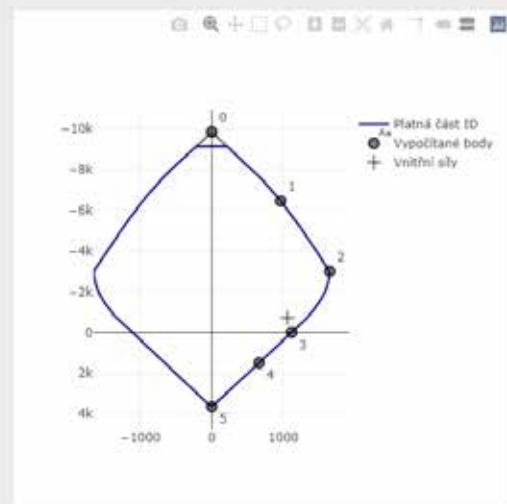 0
−10k
Platná část ID
Aa
Vypočítané body
−8k
Vnitřní síly
1
−6k
−4k
2
−2k
0
3
2k
4
4k
5
−1000
0
1000